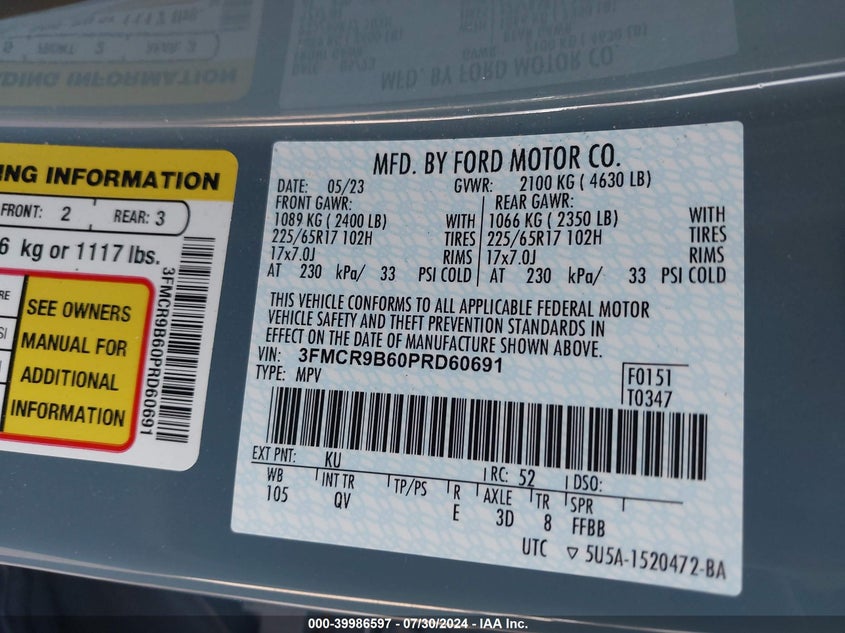 MFD. BY FORD MOTOR CO.
DATE: 05/23 GVWR: 2100 KG ( 4630 LB)
FRONT GAWR: REAR GAWR:
1089 KG ( 2400 LB) WITH 1066 KG ( 2350 LB) WITH
225/65R17 102H TIRES 225/65R17 102H TIRES
17x7.0J RIMS 17x7.0J RIMS
AT 230 kPa/ 33 PSI COLD AT 230 kPa/ 33 PSI COLD
THIS VEHICLE CONFORMS TO ALL APPLICABLE FEDERAL MOTOR
VEHICLE SAFETY AND THEFT PREVENTION STANDARDS IN
EFFECT ON THE DATE OF MANUFACTURE SHOWN ABOVE.
VIN: 3FMCR9B60PRD60691
TYPE: MPV
F0151
T0347
EXT PNT: KU RC: 52 DSO:
WB INT TR TP/PS R AXLE TR SPR
105 QV E 3D 8 FFBB
UTC ▽ 5U5A-1520472-BA
ING INFORMATION
FRONT: 2 REAR: 3
6 kg or 1117 lbs.
SEE OWNERS
MANUAL FOR
ADDITIONAL
INFORMATION
3FMCR9B60PRD60691
000-39986597 - 07/30/2024 - IAA Inc.